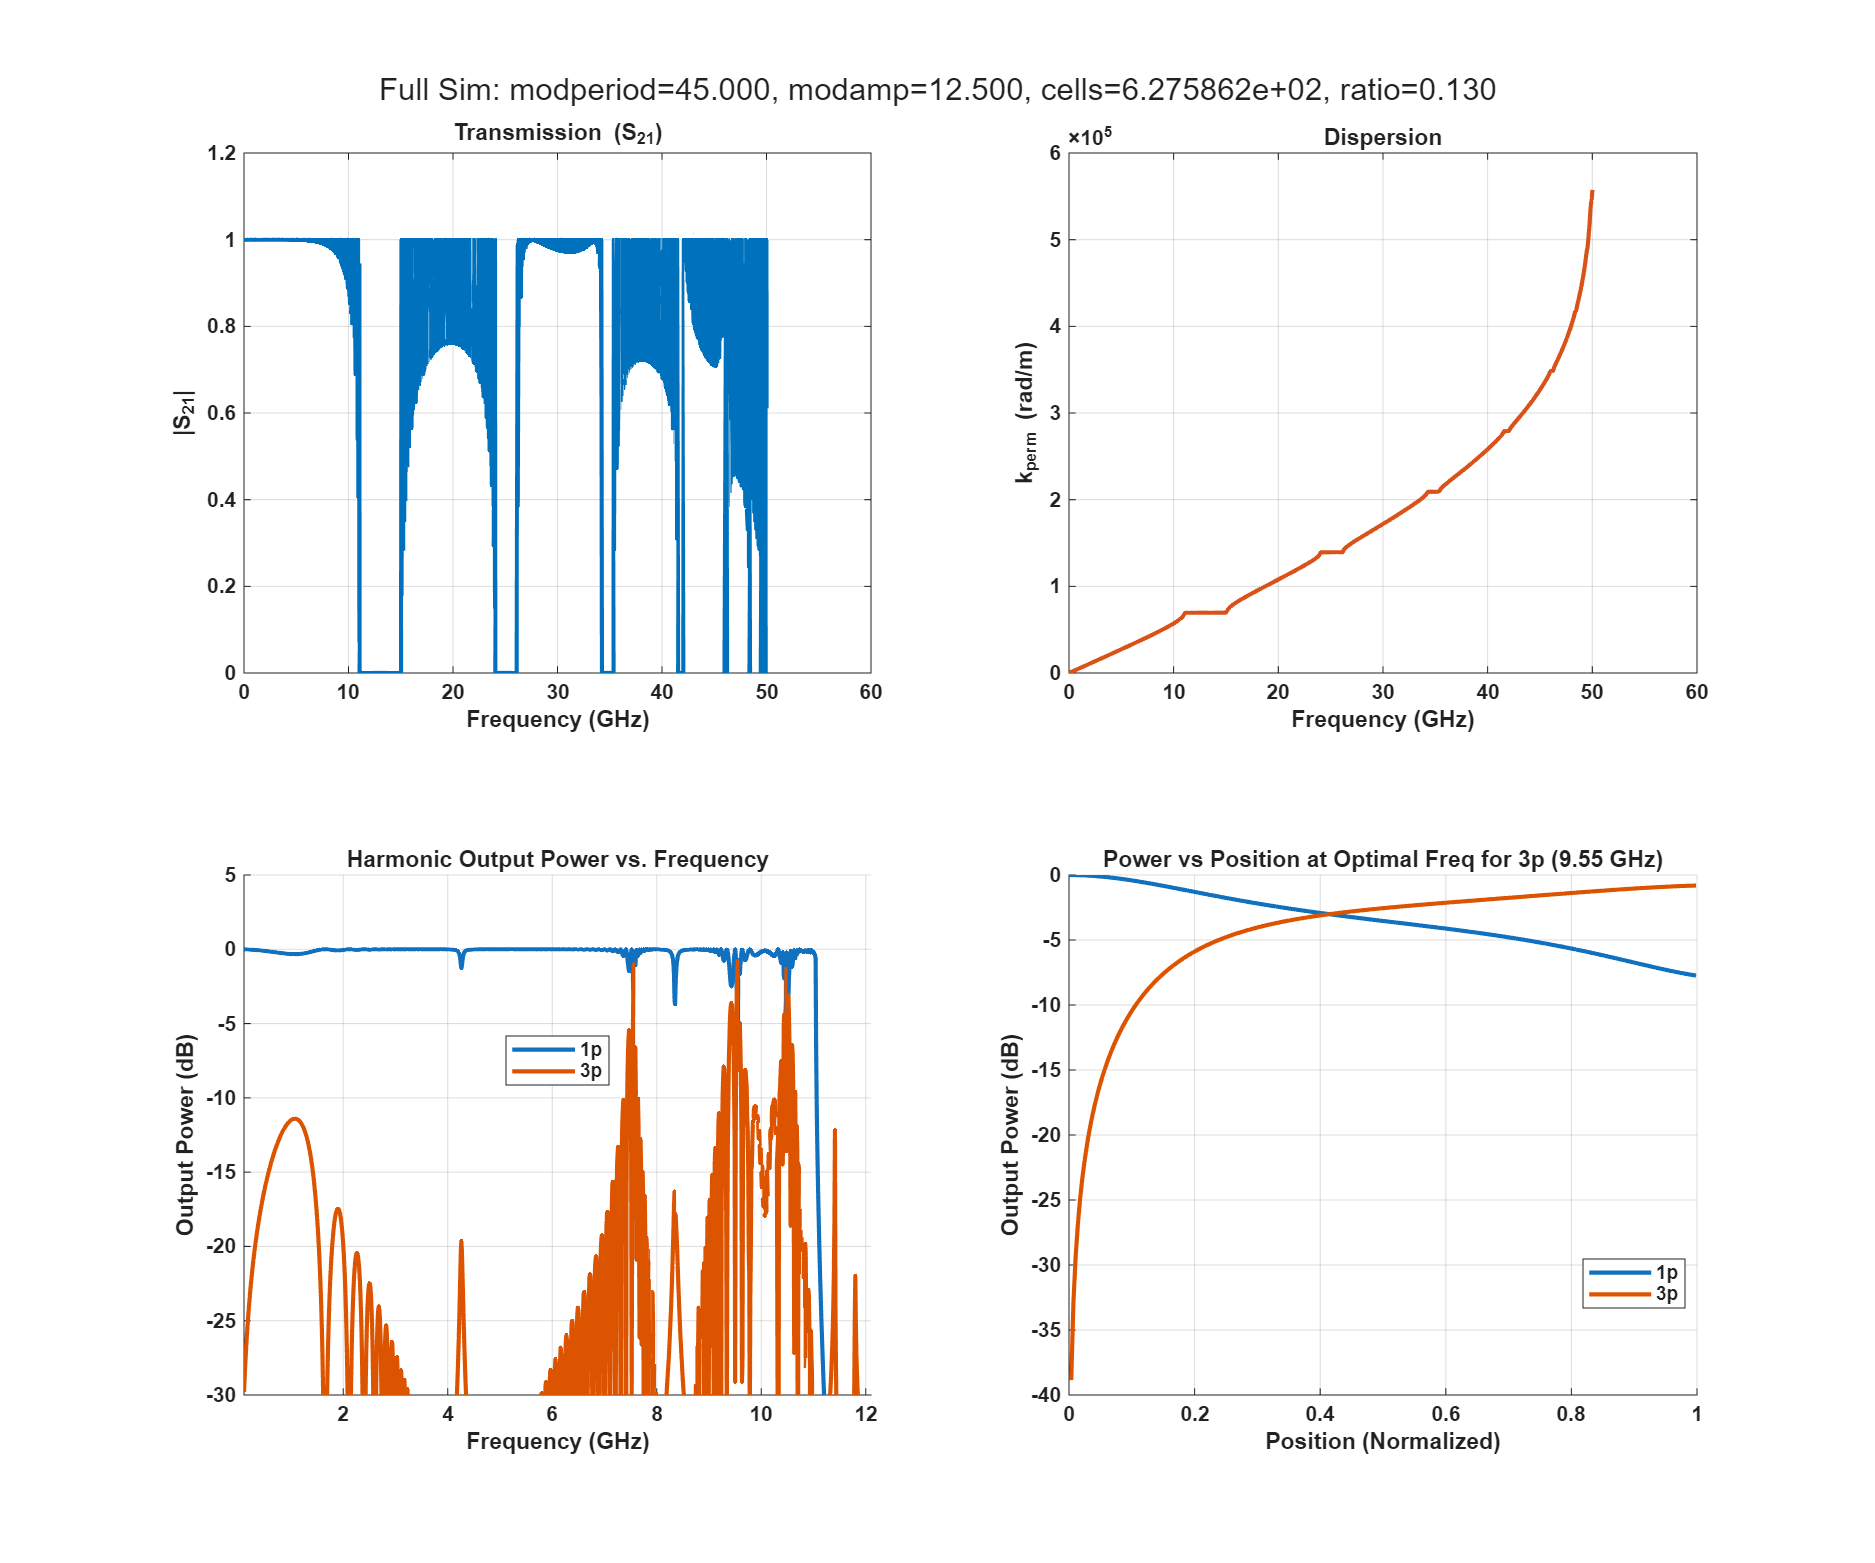 Full Sim: modperiod=45.000, modamp=12.500, cells=6.275862e+02, ratio=0.130
Transmission (S21)
1.2
1
0.8
0.6
0.4
0.2
0
|S21|
0 10 20 30 40 50 60
Frequency (GHz)
Dispersion
×10^5
6
5
4
3
2
1
0
kperm (rad/m)
0 10 20 30 40 50 60
Frequency (GHz)
Harmonic Output Power vs. Frequency
5
0
-5
-10
-15
-20
-25
-30
Output Power (dB)
1p
3p
2 4 6 8 10 12
Frequency (GHz)
Power vs Position at Optimal Freq for 3p (9.55 GHz)
0
-5
-10
-15
-20
-25
-30
-35
-40
Output Power (dB)
1p
3p
0 0.2 0.4 0.6 0.8 1
Position (Normalized)